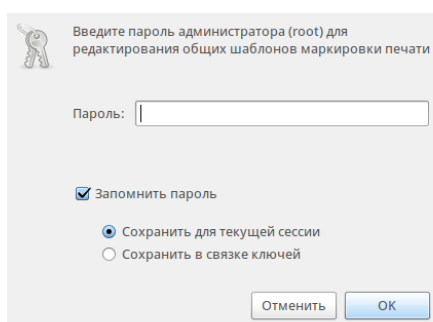 Введите пароль администратора (root) для
редактирования общих шаблонов маркировки печати
Пароль:
Запомнить пароль
Сохранить для текущей сессии
Сохранить в связке ключей
Отменить
OK